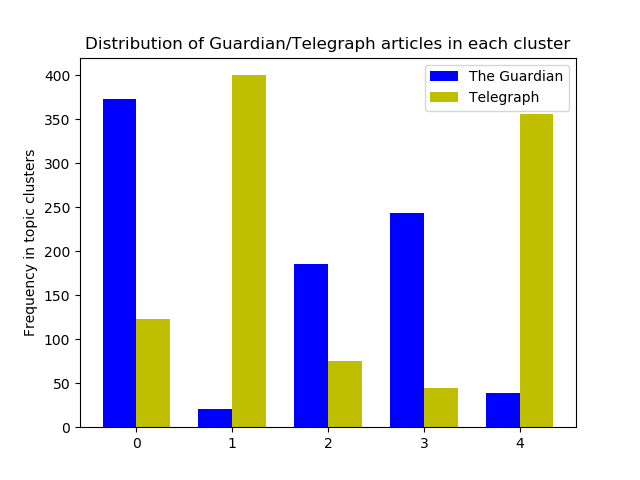 Distribution of Guardian/Telegraph articles in each cluster
The Guardian
Telegraph
Frequency in topic clusters
400
350
300
250
200
150
100
50
0
0 1 2 3 4